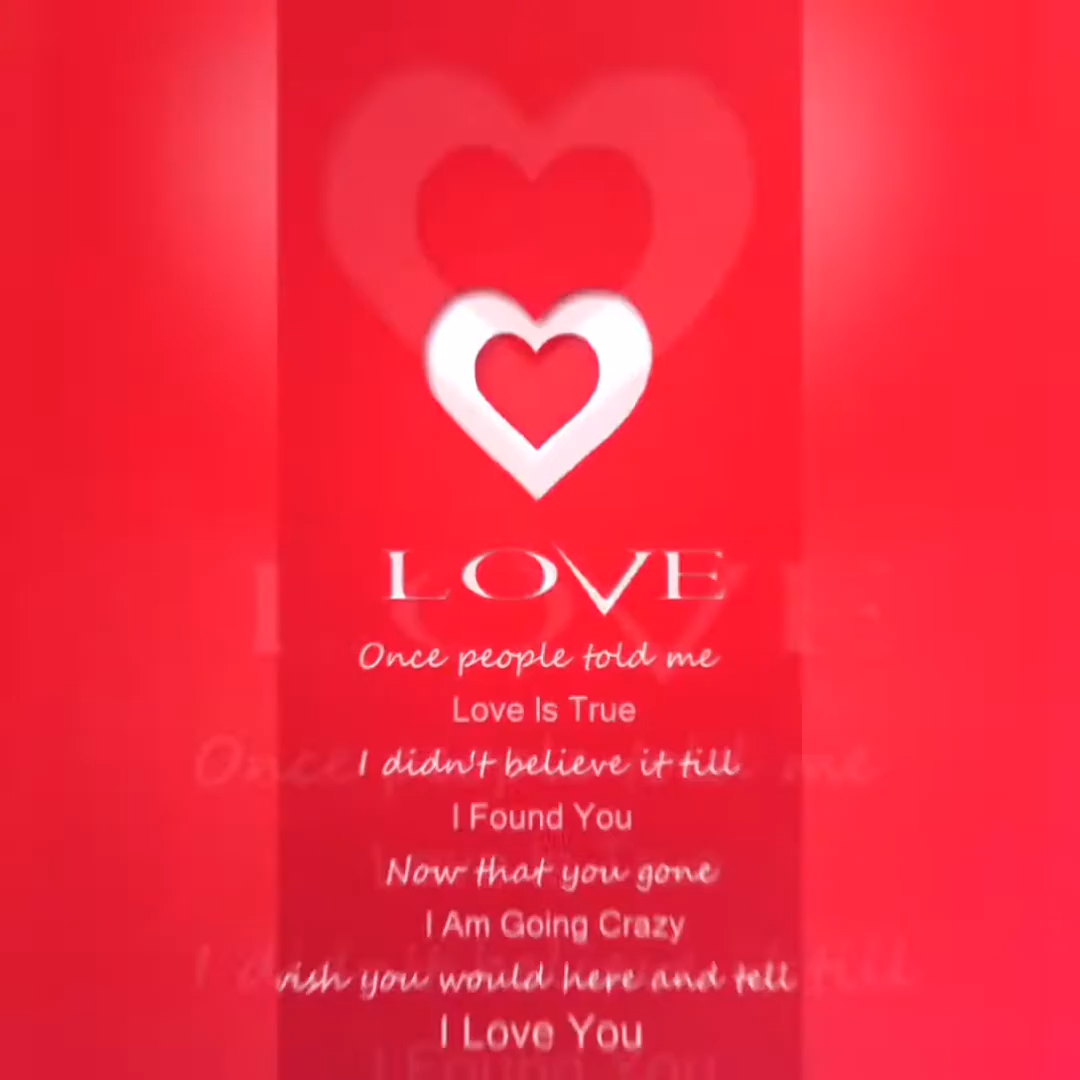 LOVE
Once people told me
Love Is True
I didn't believe it till
I Found You
Now that you gone
I Am Going Crazy
wish you would here and tell
I Love You